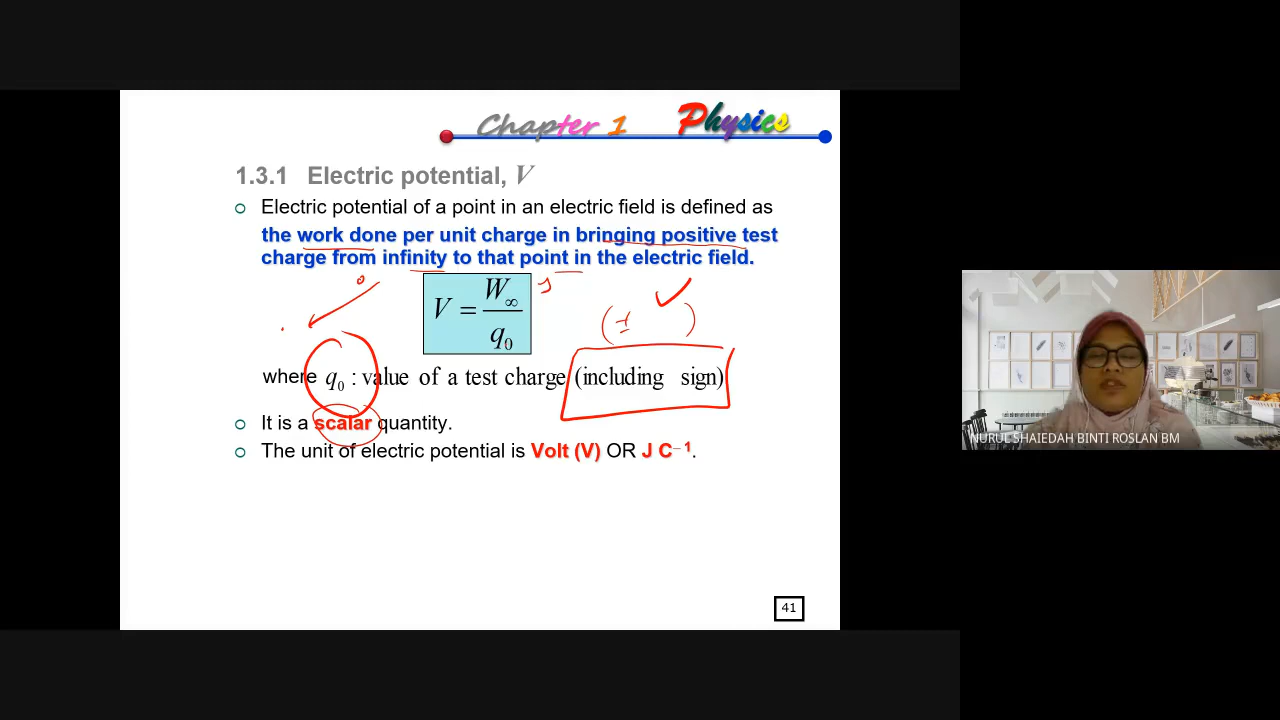 Chapter 1 Physics
1.3.1 Electric potential, V
Electric potential of a point in an electric field is defined as
the work done per unit charge in bringing positive test
charge from infinity to that point in the electric field.
V = W∞ / q₀
(±)
where q₀ : value of a test charge (including sign)
It is a scalar quantity.
The unit of electric potential is Volt (V) OR J C⁻¹.
41
NURUL SHAIEDAH BINTI ROSLAN BM